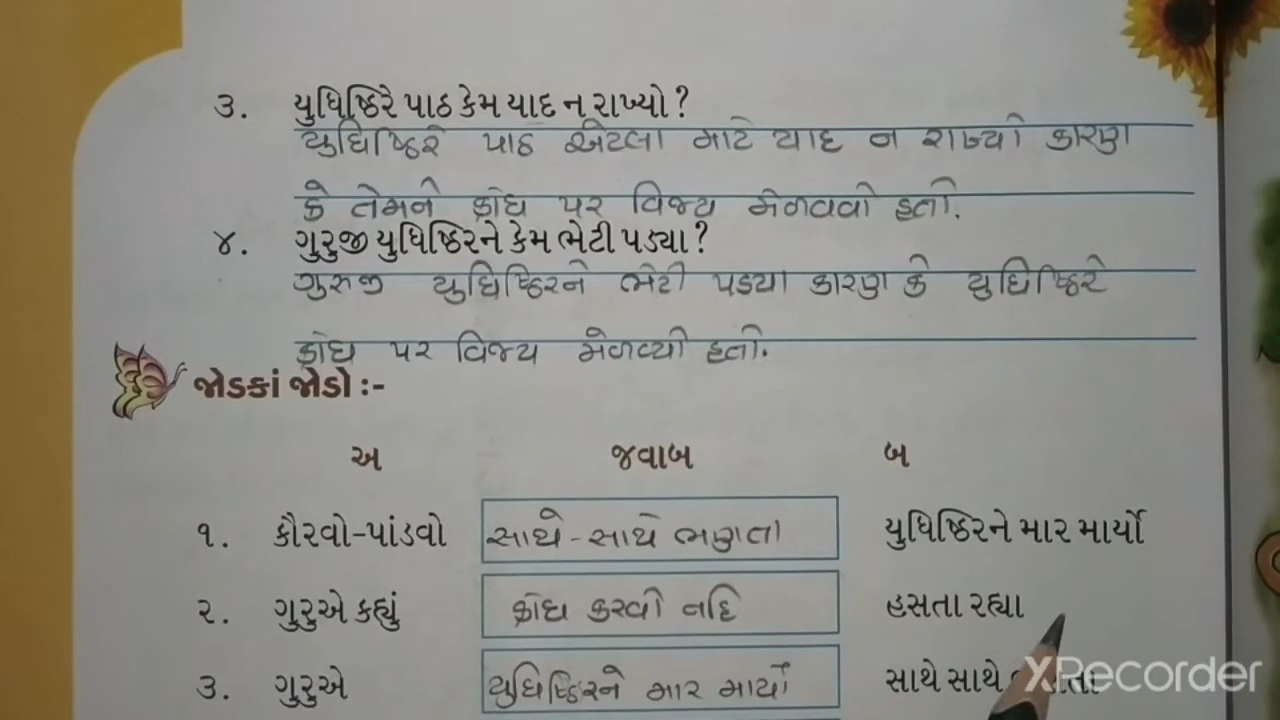 ૩. યુધિષ્ઠિરે પાઠ કેમ યાદ ન રાખ્યો ?
યુધિષ્ઠિરે પાઠ એટલા માટે યાદ ન રાખ્યો કારણ
કે તેમને ક્રોધ પર વિજય મેળવવો હતો.
૪. ગુરુજી યુધિષ્ઠિરને કેમ ભેટી પડ્યા ?
ગુરુજી યુધિષ્ઠિરને ભેટી પડયા કારણ કે યુધિષ્ઠિરે
ક્રોધ પર વિજય મેળવ્યો હતો.
જોડકાં જોડો :-
અ જવાબ બ
૧. કૌરવો-પાંડવો સાથે-સાથે ભણતા યુધિષ્ઠિરને માર માર્યો
૨. ગુરુએ કહ્યું ક્રોધ કરવો નહિ હસતા રહ્યા
૩. ગુરુએ યુધિષ્ઠિરને માર માર્યો સાથે સાથે
XRecorder